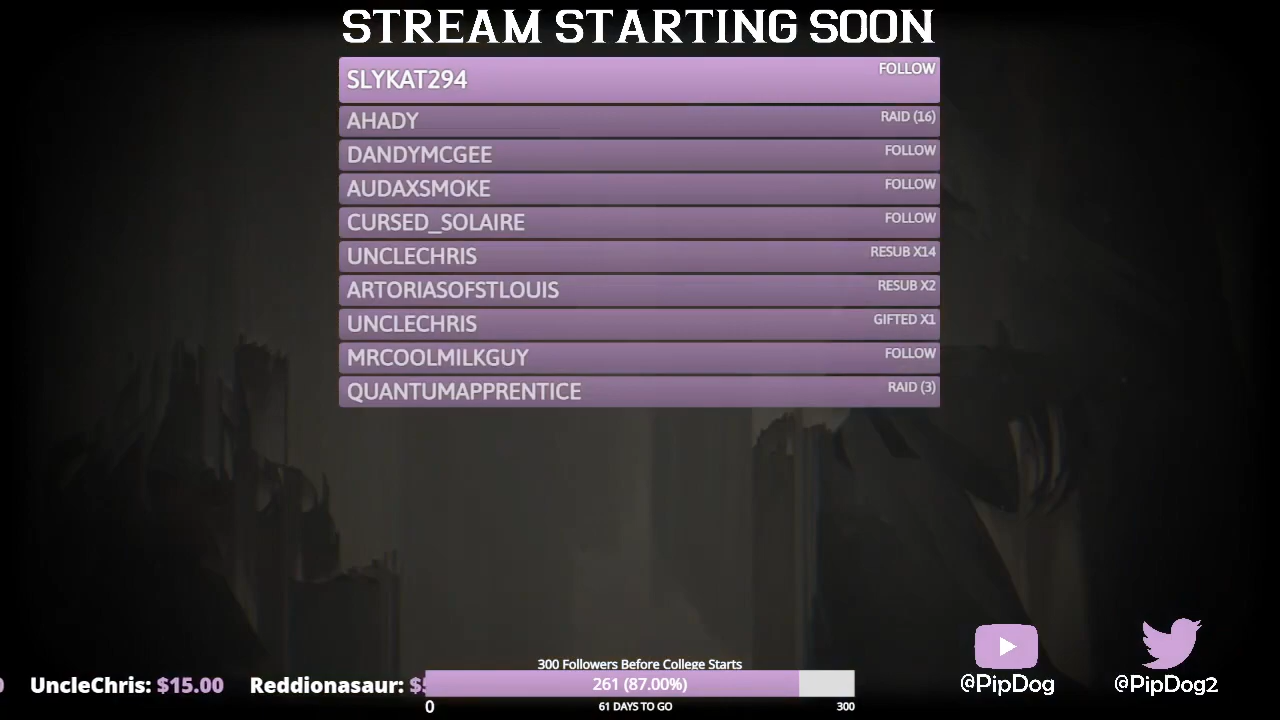 STREAM STARTING SOON
SLYKAT294 FOLLOW
AHADY RAID (16)
DANDYMCGEE FOLLOW
AUDAXSMOKE FOLLOW
CURSED_SOLAIRE FOLLOW
UNCLECHRIS RESUB X14
ARTORIASOFSTLOUIS RESUB X2
UNCLECHRIS GIFTED X1
MRCOOLMILKGUY FOLLOW
QUANTUMAPPRENTICE RAID (3)
300 Followers Before College Starts
UncleChris: $15.00 Reddionasaur:
261 (87.00%)
0 61 DAYS TO GO 300
@PipDog @PipDog2